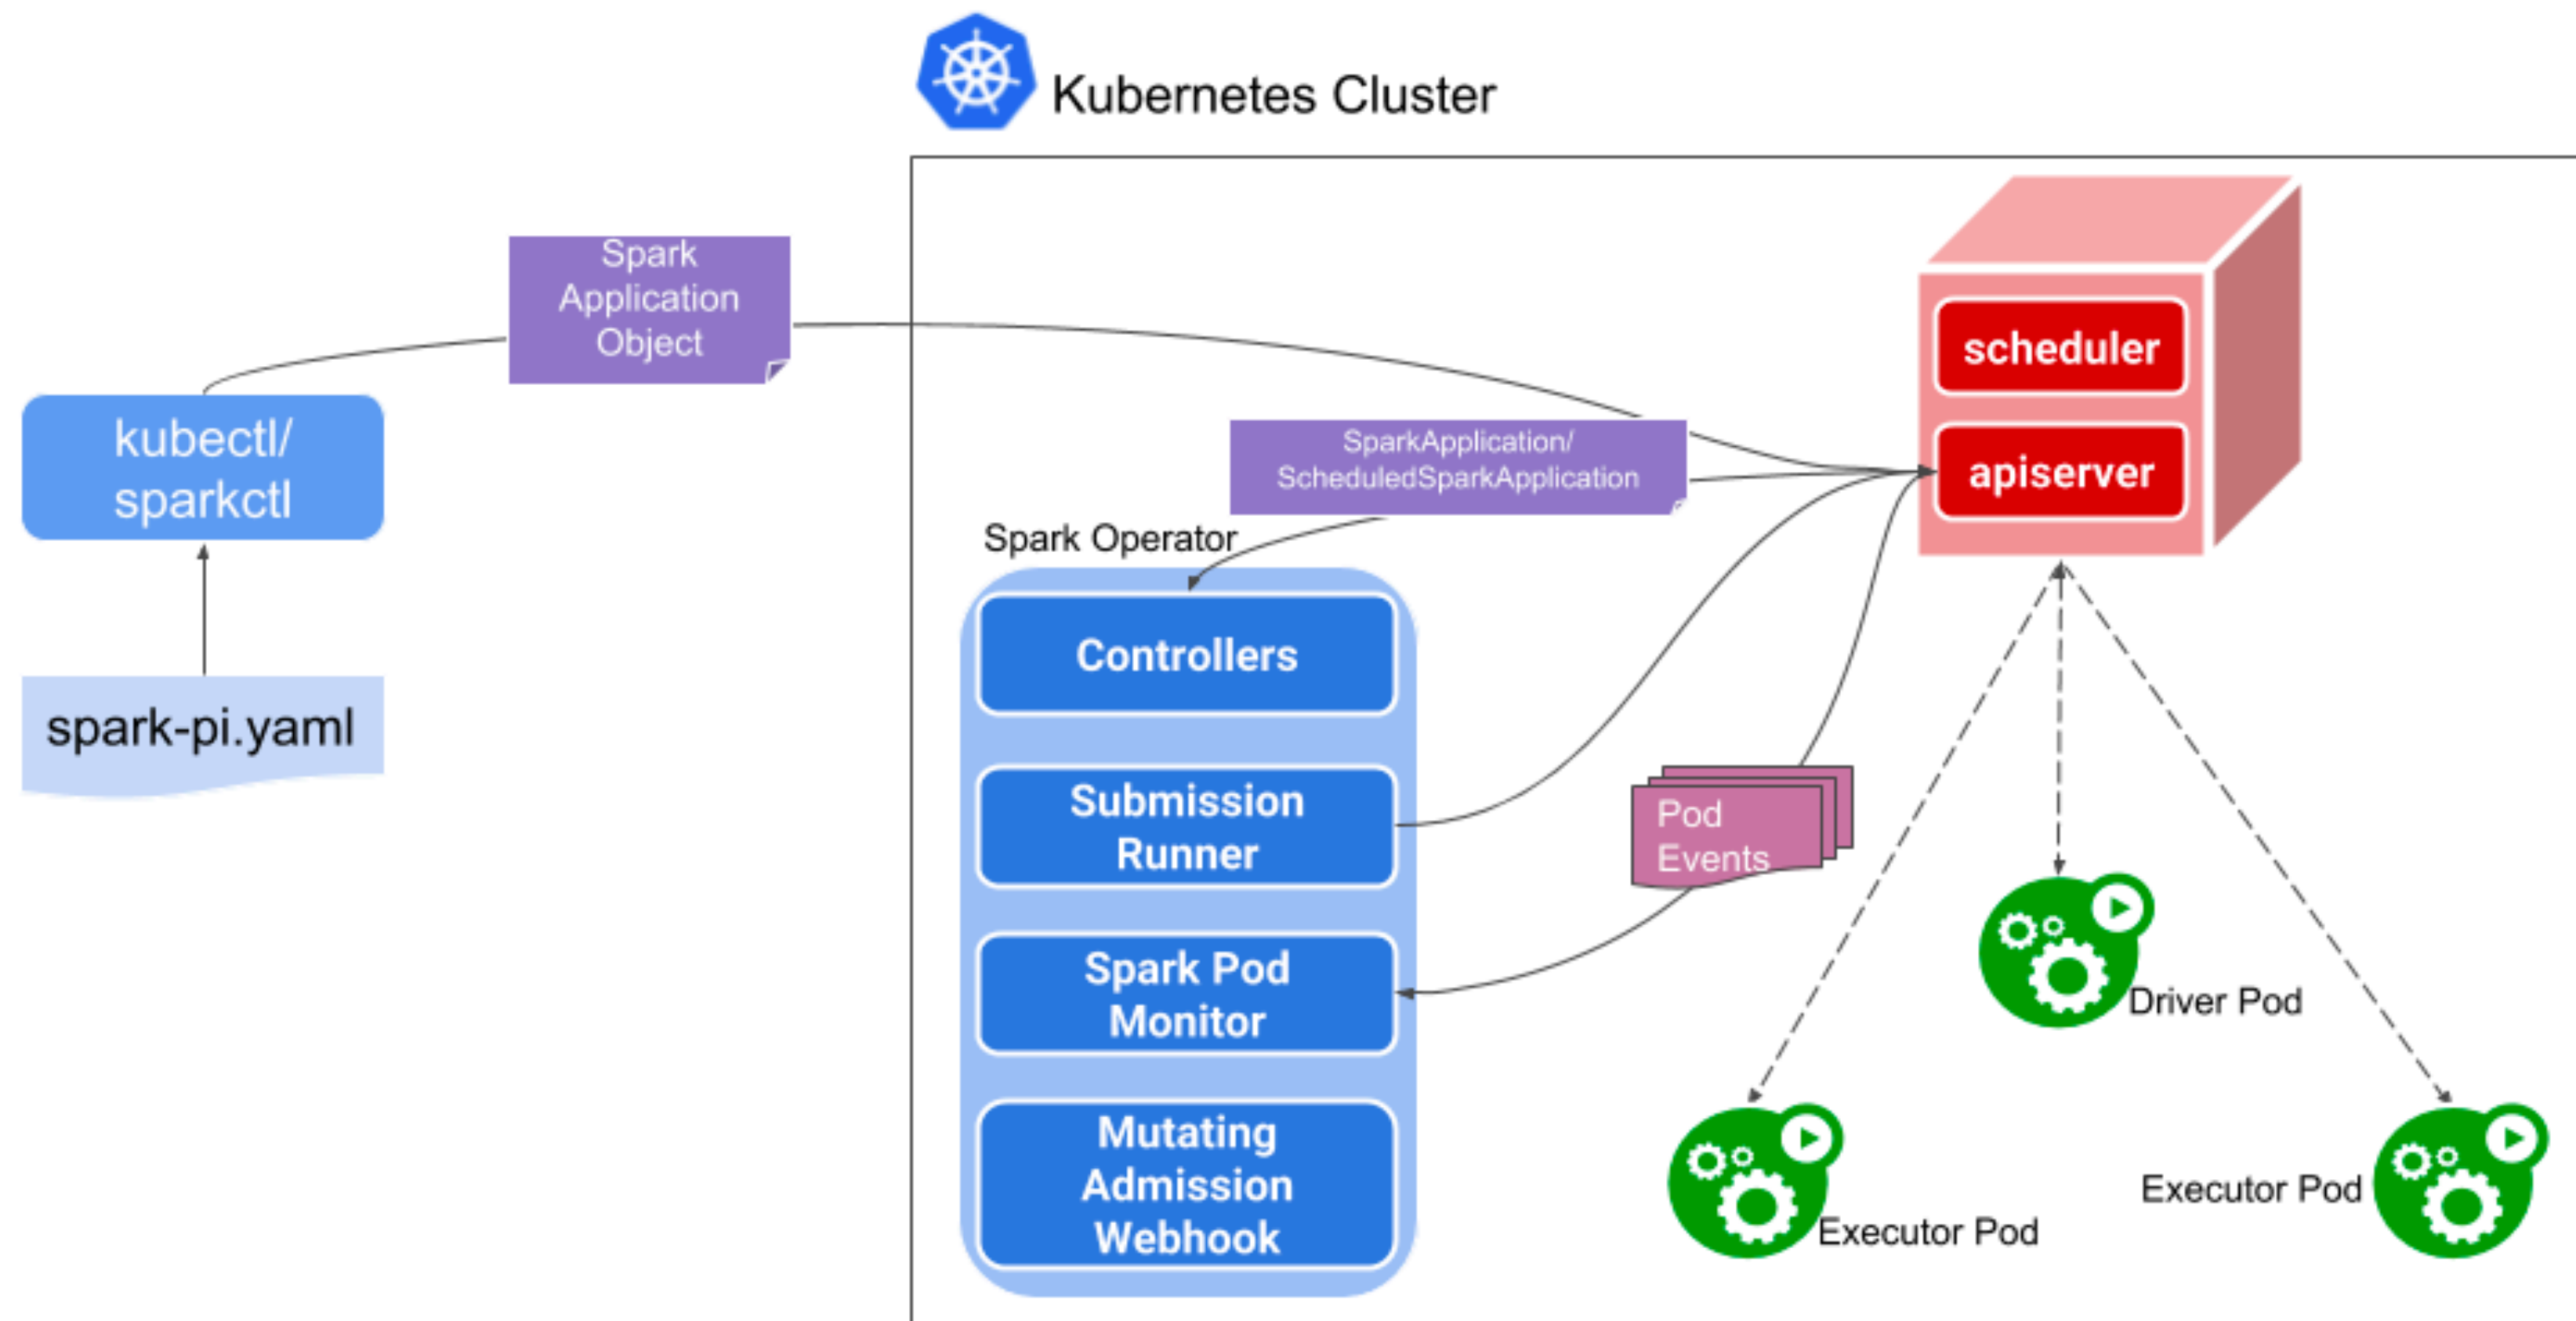 Kubernetes Cluster
Spark
Application
Object
kubectl/
sparkctl
spark-pi.yaml
scheduler
apiserver
SparkApplication/
ScheduledSparkApplication
Spark Operator
Controllers
Submission
Runner
Spark Pod
Monitor
Mutating
Admission
Webhook
Pod
Events
Driver Pod
Executor Pod
Executor Pod